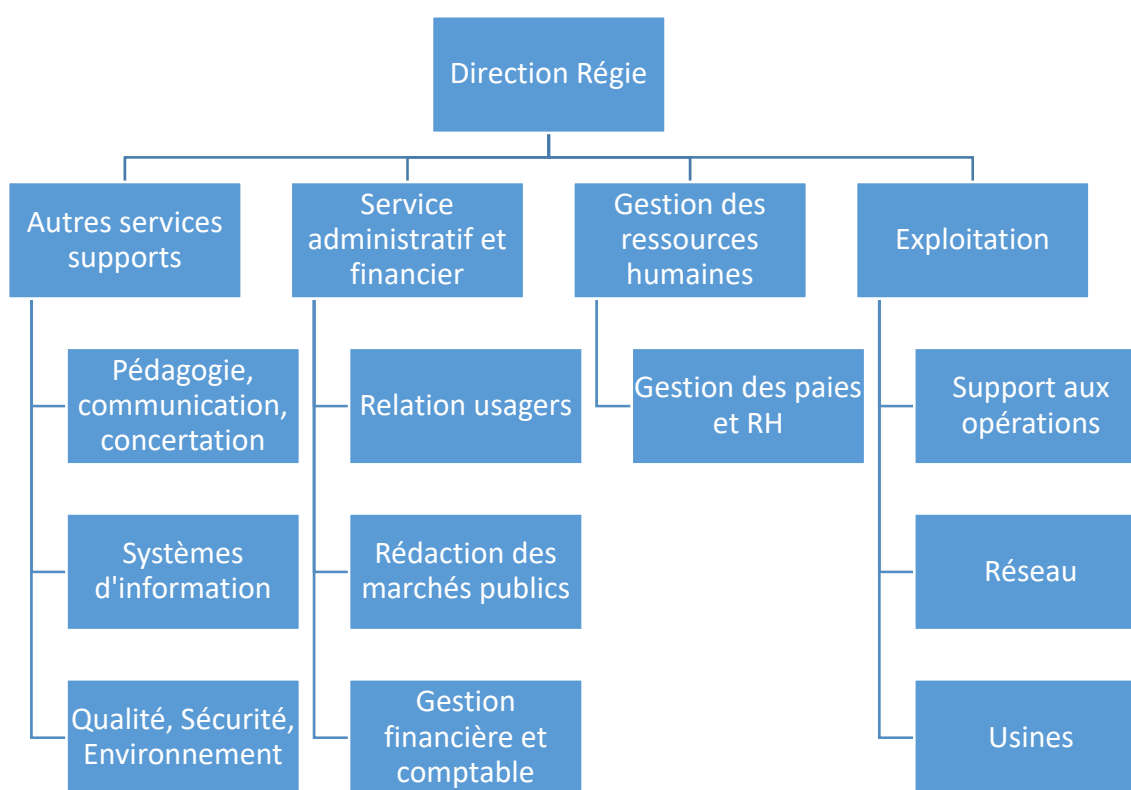 Direction Régie
Autres services
supports
Service
administratif et
financier
Gestion des
ressources
humaines
Exploitation
Pédagogie,
communication,
concertation
Relation usagers
Gestion des paies
et RH
Support aux
opérations
Systèmes
d'information
Rédaction des
marchés publics
Réseau
Qualité, Sécurité,
Environnement
Gestion
financière et
comptable
Usines